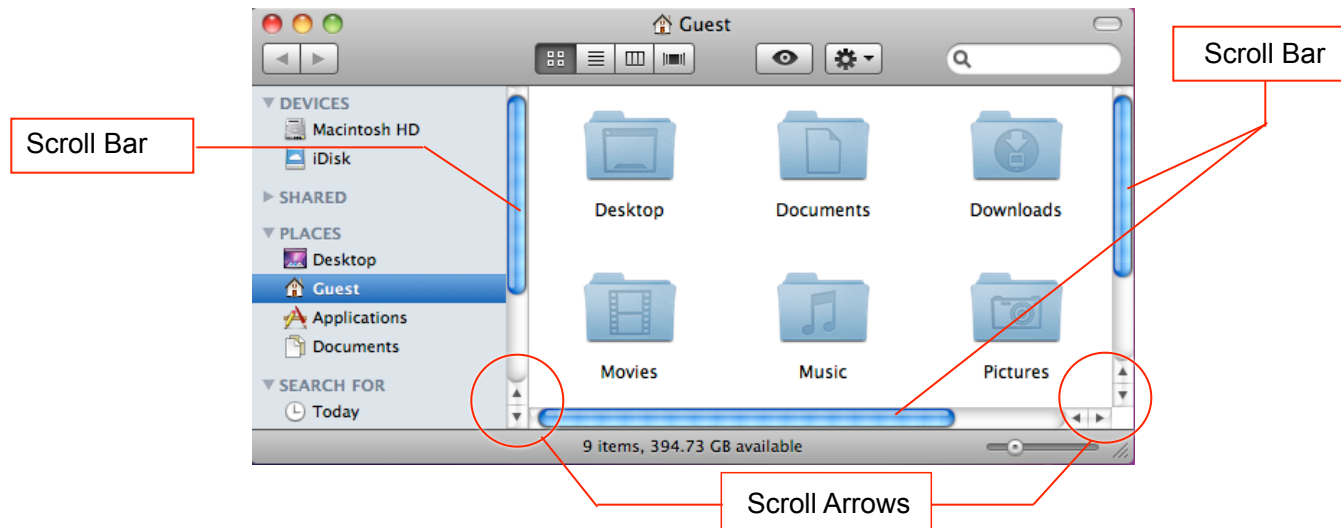 Guest
Scroll Bar
DEVICES
Macintosh HD
iDisk
SHARED
PLACES
Desktop
Guest
Applications
Documents
SEARCH FOR
Today
Scroll Bar
Desktop Documents Downloads
Movies Music Pictures
9 items, 394.73 GB available
Scroll Arrows